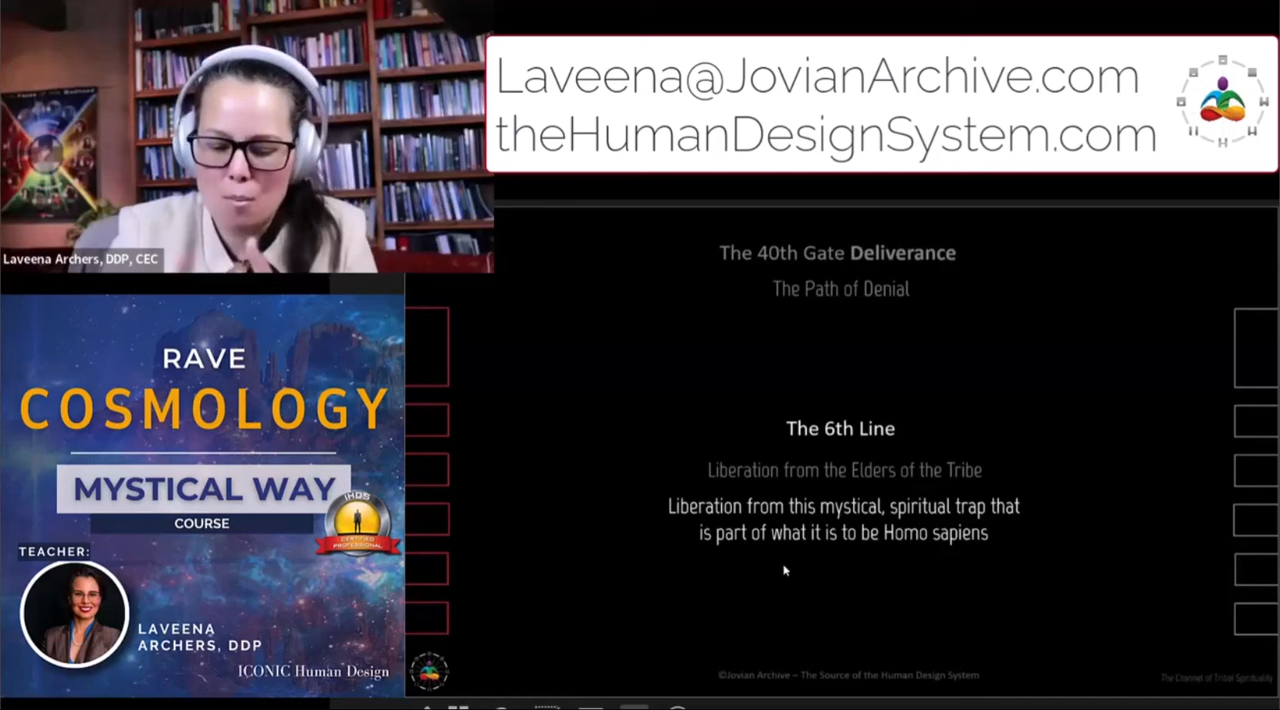 Laveena@JovianArchive.com
theHumanDesignSystem.com
Laveena Archers, DDP, CEC
The 40th Gate Deliverance
The Path of Denial
The 6th Line
Liberation from the Elders of the Tribe
Liberation from this mystical, spiritual trap that
is part of what it is to be Homo sapiens
©Jovian Archive – The Source of the Human Design System
The Channel of Tribal Spirituality
RAVE
COSMOLOGY
MYSTICAL WAY
COURSE
IHDS
CERTIFIED
PROFESSIONAL
TEACHER:
LAVEENA
ARCHERS, DDP
ICONIC Human Design